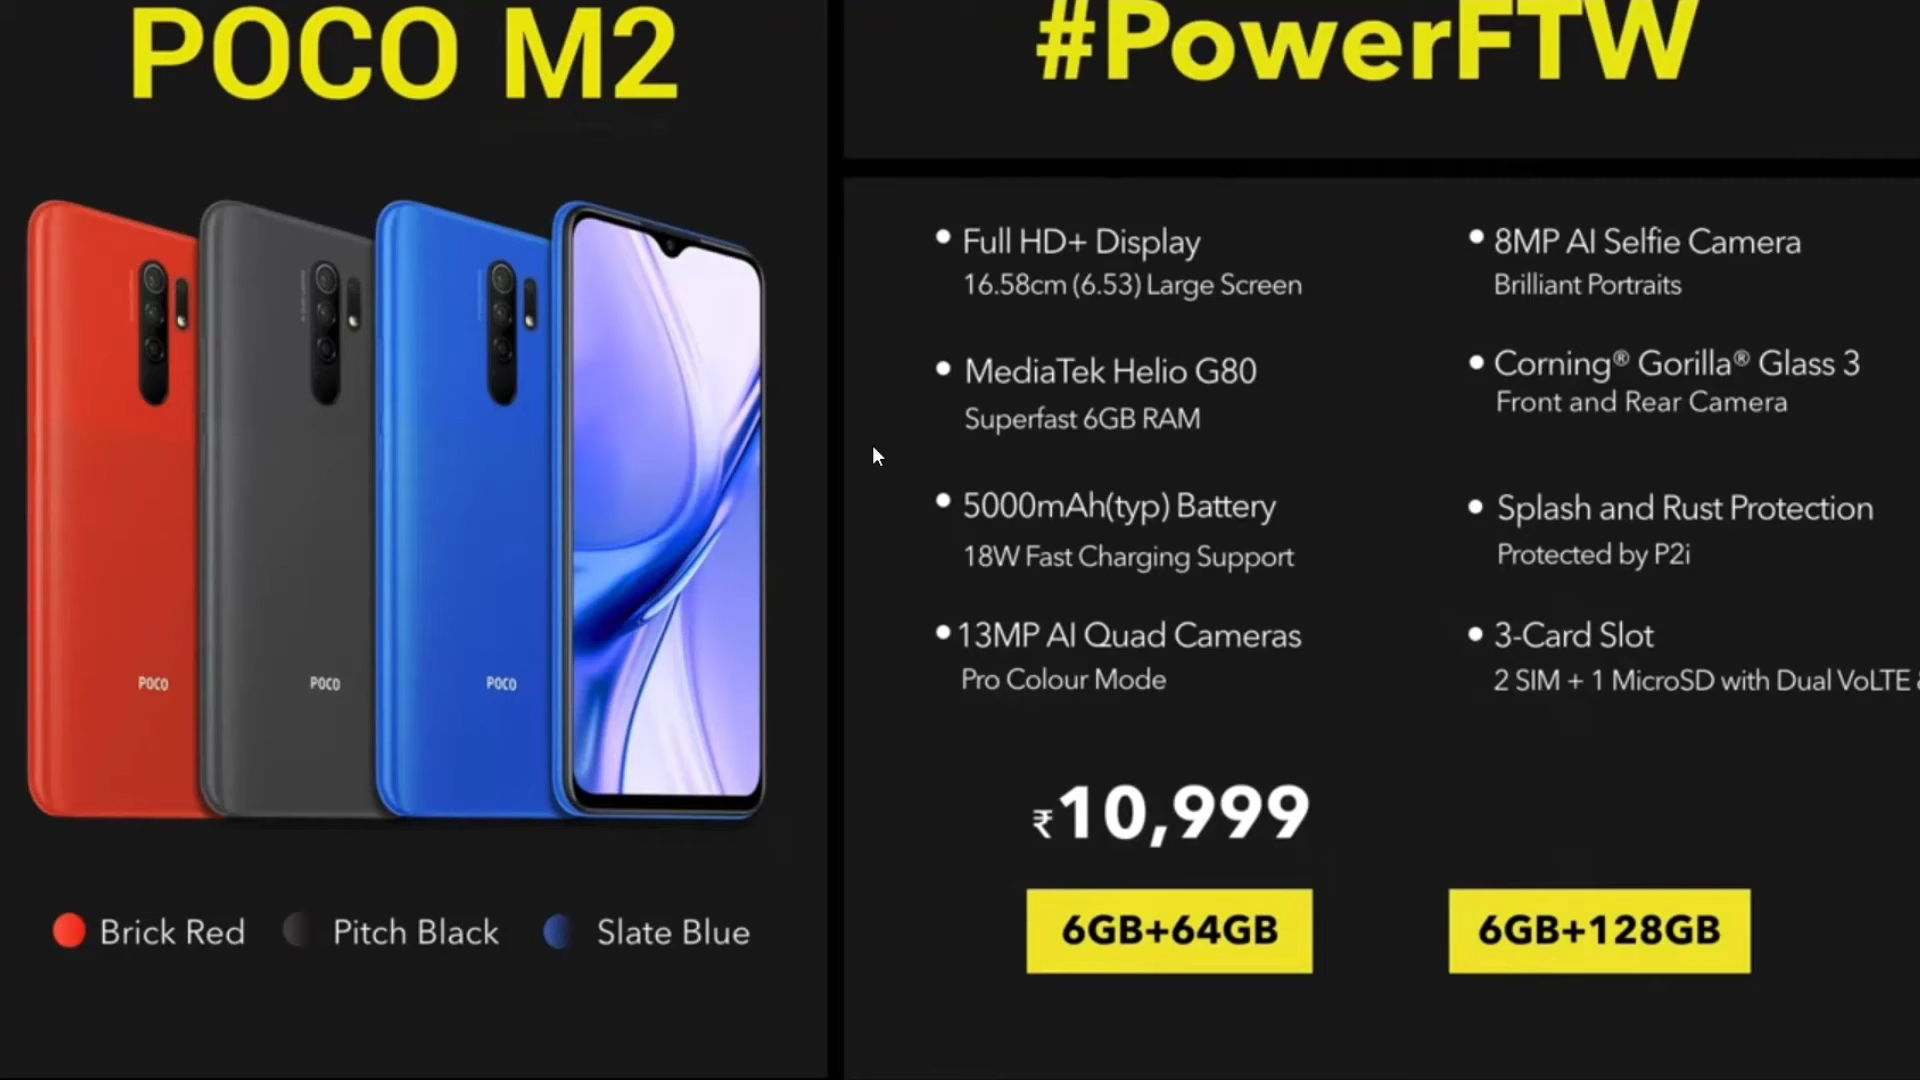 POCO M2
POCO
POCO
POCO
Brick Red
Pitch Black
Slate Blue
#PowerFTW
Full HD+ Display
16.58cm (6.53) Large Screen
MediaTek Helio G80
Superfast 6GB RAM
5000mAh(typ) Battery
18W Fast Charging Support
13MP AI Quad Cameras
Pro Colour Mode
8MP AI Selfie Camera
Brilliant Portraits
Corning® Gorilla® Glass 3
Front and Rear Camera
Splash and Rust Protection
Protected by P2i
3-Card Slot
2 SIM + 1 MicroSD with Dual VoLTE
₹10,999
6GB+64GB
6GB+128GB